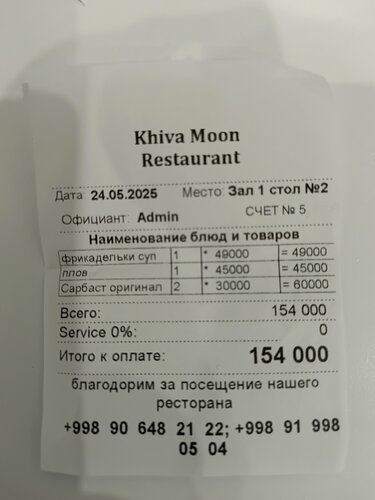 Khiva Moon
Restaurant
Дата: 24.05.2025 Место: Зал 1 стол №2
Официант: Admin СЧЕТ № 5
Наименование блюд и товаров
фрикадельки суп 1 * 49000 = 49000
плов 1 * 45000 = 45000
Сарбаст оригинал 2 * 30000 = 60000
Всего: 154 000
Service 0%: 0
Итого к оплате: 154 000
благодорим за посещение нашего
ресторана
+998 90 648 21 22; +998 91 998
05 04